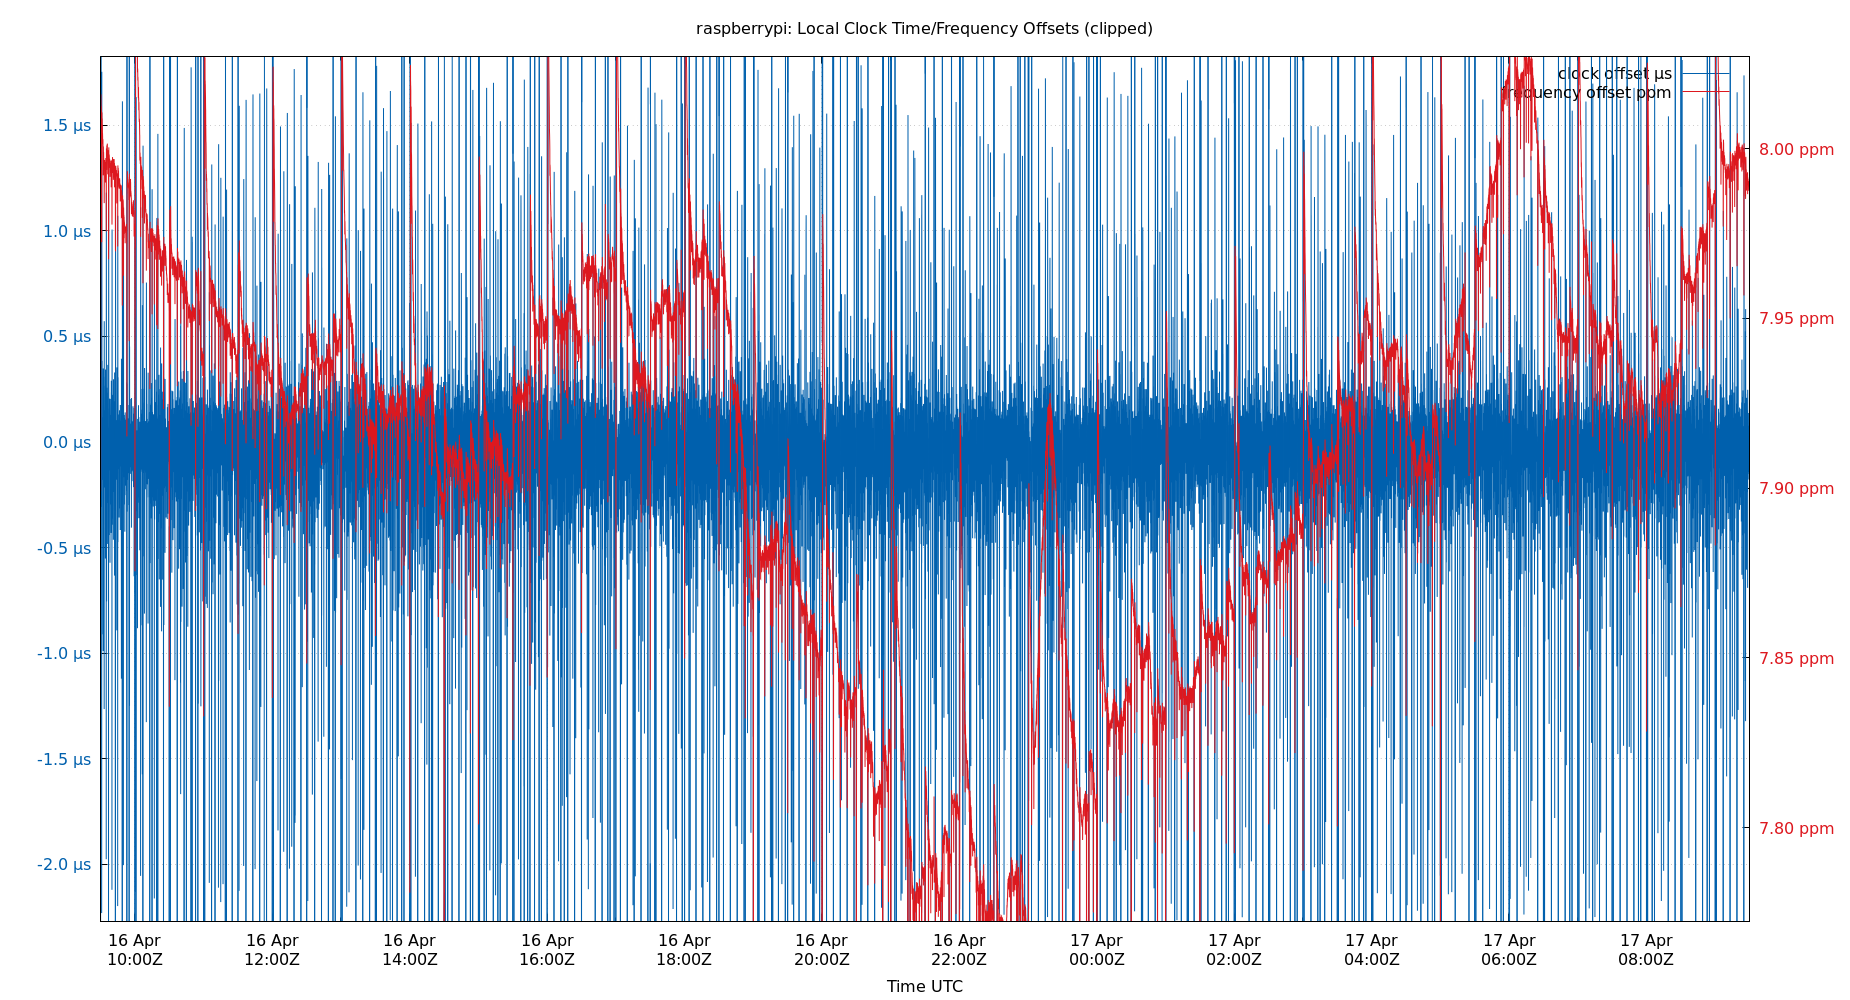 raspberrypi: Local Clock Time/Frequency Offsets (clipped)
clock offset µs
frequency offset ppm
1.5 µs
1.0 µs
0.5 µs
0.0 µs
-0.5 µs
-1.0 µs
-1.5 µs
-2.0 µs
8.00 ppm
7.95 ppm
7.90 ppm
7.85 ppm
7.80 ppm
16 Apr 16 Apr 16 Apr 16 Apr 16 Apr 16 Apr 16 Apr 17 Apr 17 Apr 17 Apr 17 Apr 17 Apr
10:00Z 12:00Z 14:00Z 16:00Z 18:00Z 20:00Z 22:00Z 00:00Z 02:00Z 04:00Z 06:00Z 08:00Z
Time UTC